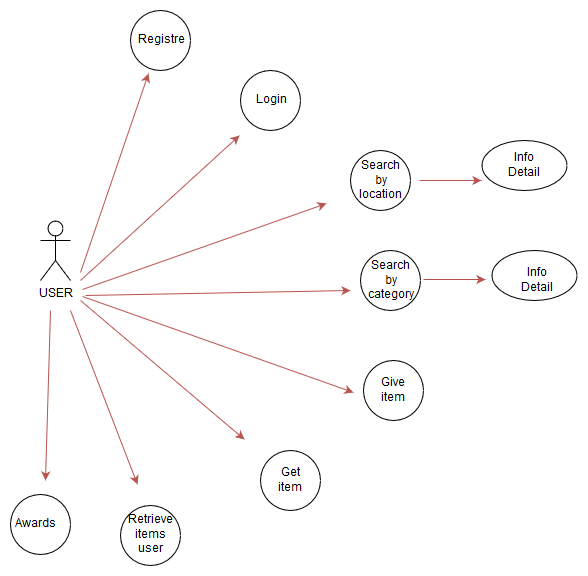 Registre
Login
Search
by
location
Info
Detail
USER
Search
by
category
Info
Detail
Give
item
Get
item
Awards
Retrieve
items
user